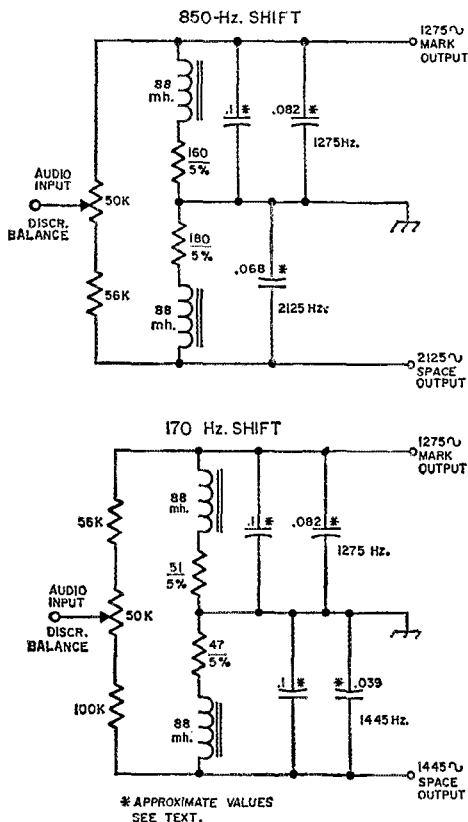 850-Hz. SHIFT
1275~
MARK
OUTPUT
88
mh.
.1 *
.082 *
1275 Hz.
160
5%
AUDIO
INPUT
50K
DISCR.
BALANCE
180
5%
.068 *
56K
2125 Hz.
88
mh.
2125~
SPACE
OUTPUT
170 Hz. SHIFT
1275~
MARK
OUTPUT
56K
88
mh.
.1 *
.082 *
1275 Hz.
51
5%
AUDIO
INPUT
50K
DISCR.
BALANCE
47
5%
.1 *
* .039
100K
88
mh.
1445Hz.
1445~
SPACE
OUTPUT
* APPROXIMATE VALUES
SEE TEXT.